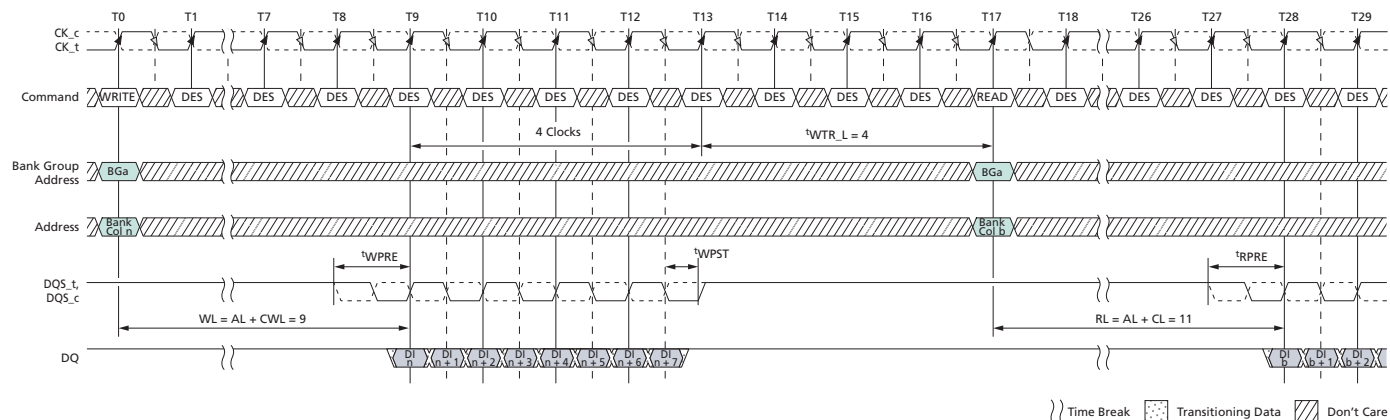 T0 T1 T7 T8 T9 T10 T11 T12 T13 T14 T15 T16 T17 T18 T26 T27 T28 T29
CK_c
CK_t
Command WRITE DES DES DES DES DES DES DES DES DES DES DES READ DES DES DES DES DES
4 Clocks tWTR_L = 4
Bank Group
Address
BGa BGa
Address
Bank
Col n
Bank
Col b
tWPRE tWPST tRPRE
DQS_t,
DQS_c
WL = AL + CWL = 9 RL = AL + CL = 11
DQ
DI
n
DI
n + 1
DI
n + 2
DI
n + 3
DI
n + 4
DI
n + 5
DI
n + 6
DI
n + 7
DI
b
DI
b + 1
DI
b + 2
Time Break Transitioning Data Don't Care